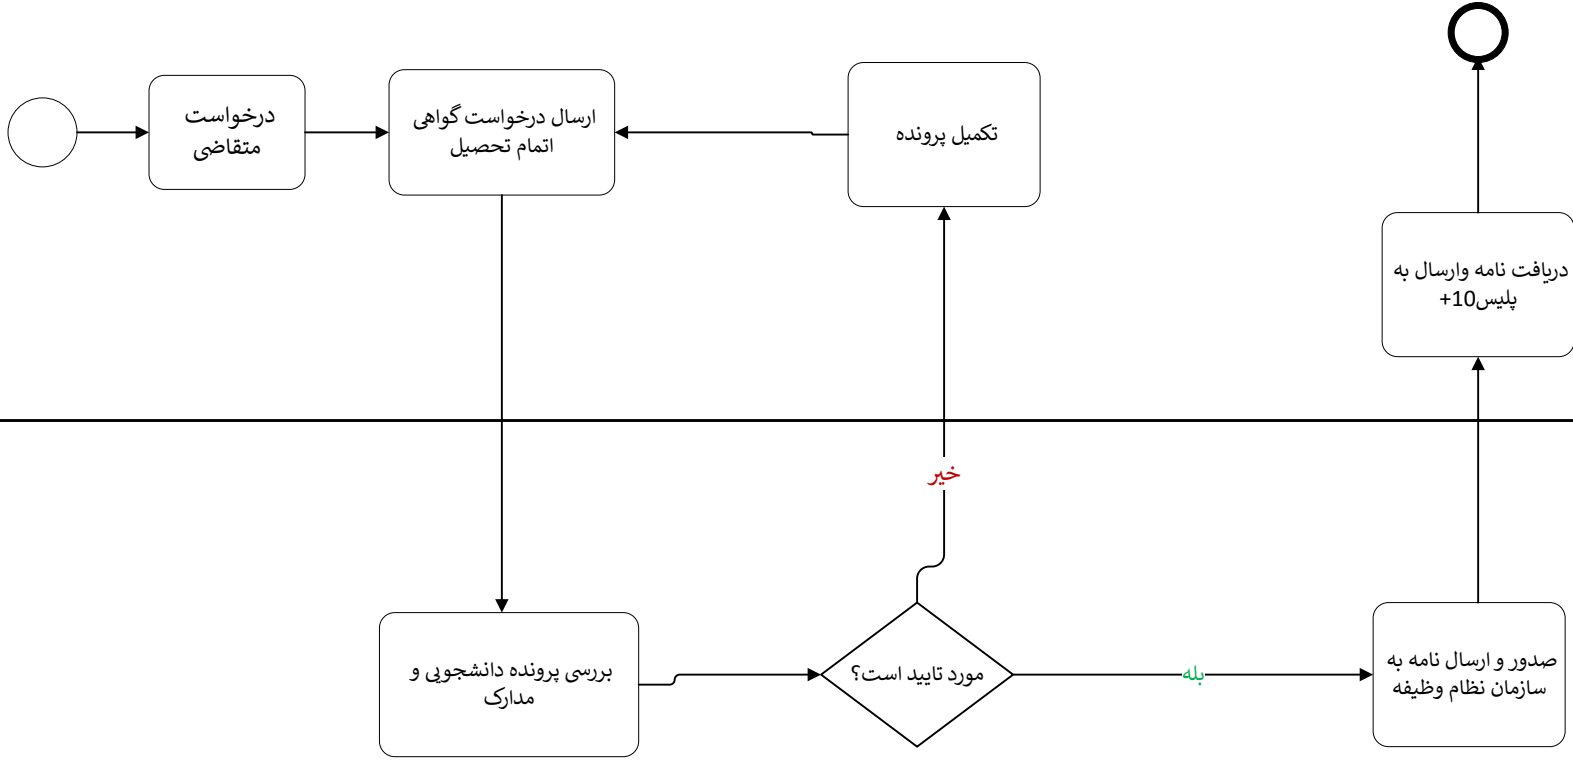 درخواست
متقاضی
ارسال درخواست گواهی
اتمام تحصیل
تکمیل پرونده
دریافت نامه وارسال به
پلیس10+
خیر
بررسی پرونده دانشجویی و
مدارک
مورد تایید است؟
بله
صدور و ارسال نامه به
سازمان نظام وظیفه